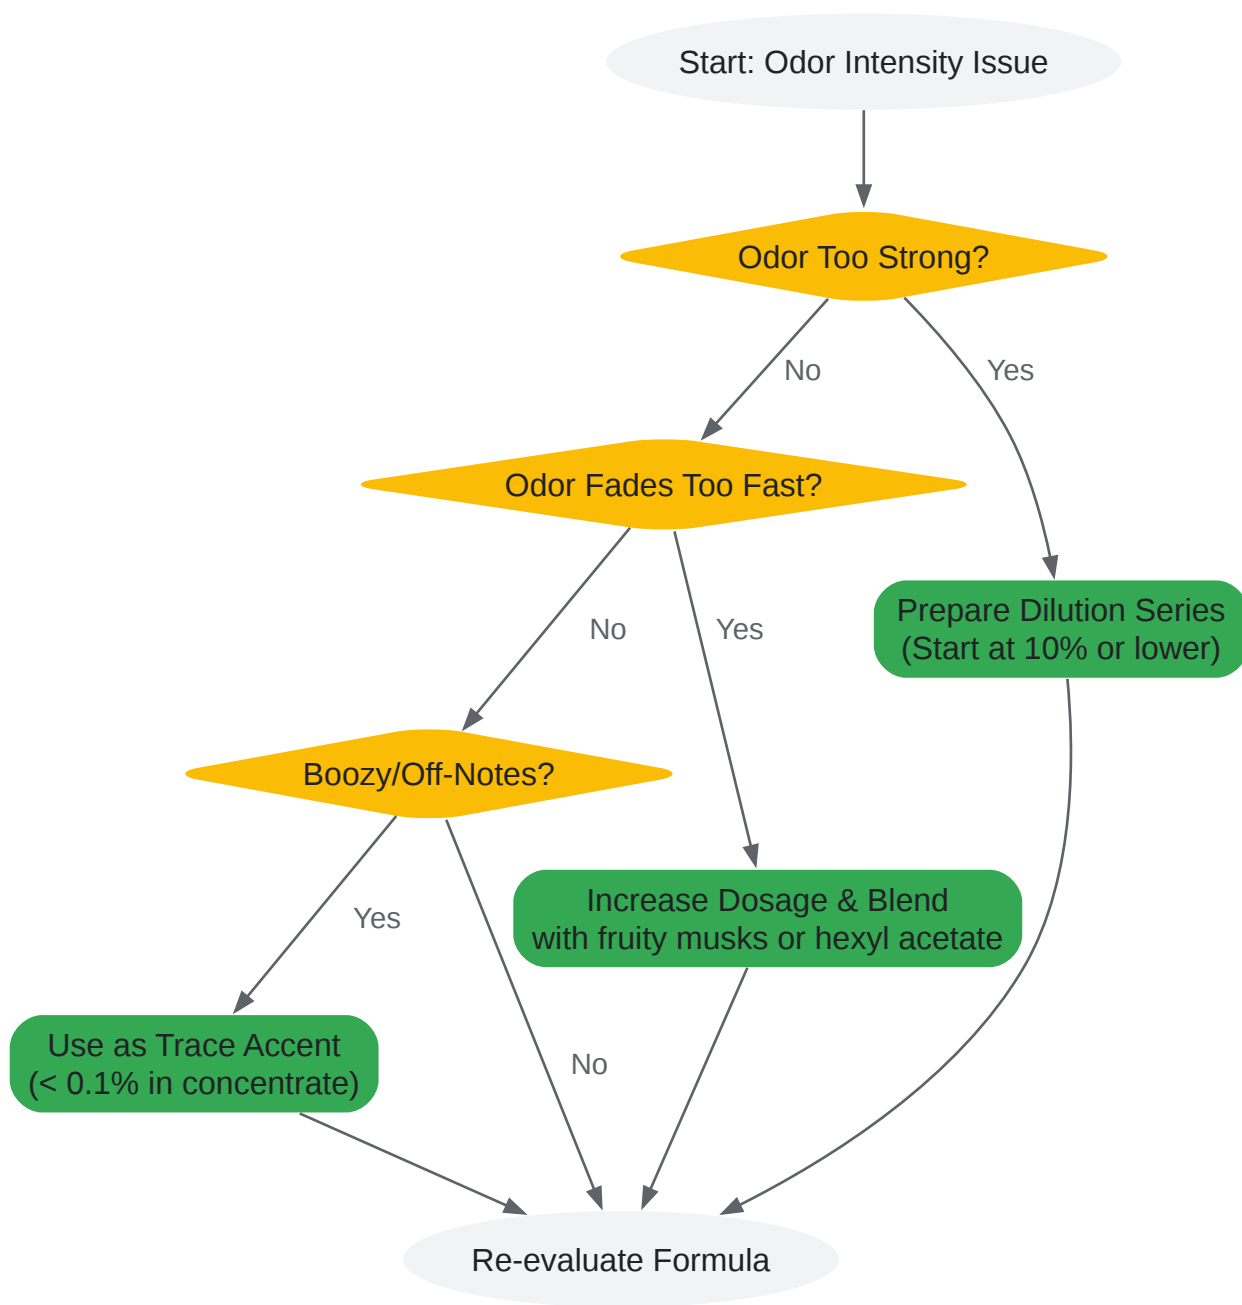 Start: Odor Intensity Issue
Odor Too Strong?
No
Yes
Odor Fades Too Fast?
No
Yes
Prepare Dilution Series
(Start at 10% or lower)
Boozy/Off-Notes?
Yes
No
Increase Dosage & Blend
with fruity musks or hexyl acetate
Use as Trace Accent
(< 0.1% in concentrate)
Re-evaluate Formula